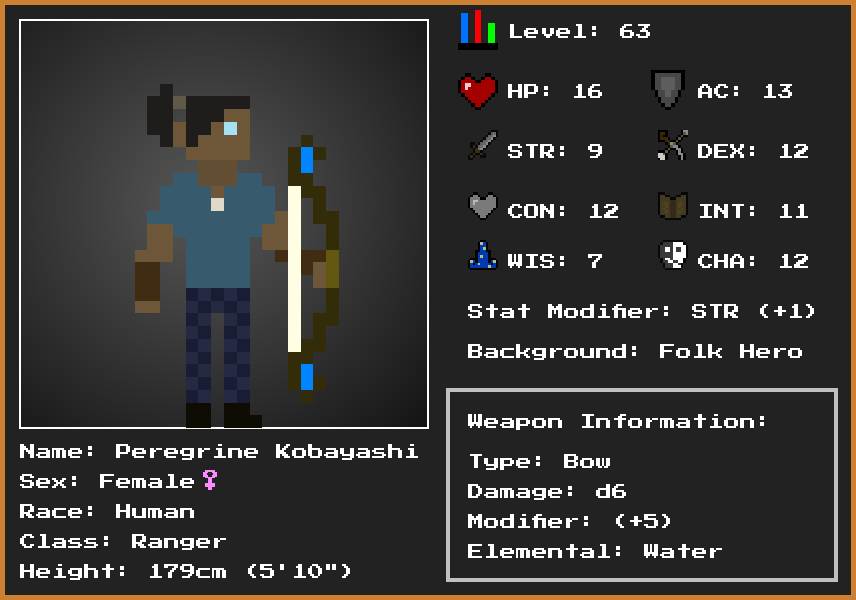 Level: 63
HP: 16 AC: 13
STR: 9 DEX: 12
CON: 12 INT: 11
WIS: 7 CHA: 12
Stat Modifier: STR (+1)
Background: Folk Hero
Weapon Information:
Type: Bow
Damage: d6
Modifier: (+5)
Elemental: Water
Name: Peregrine Kobayashi
Sex: Female♀
Race: Human
Class: Ranger
Height: 179cm (5'10")